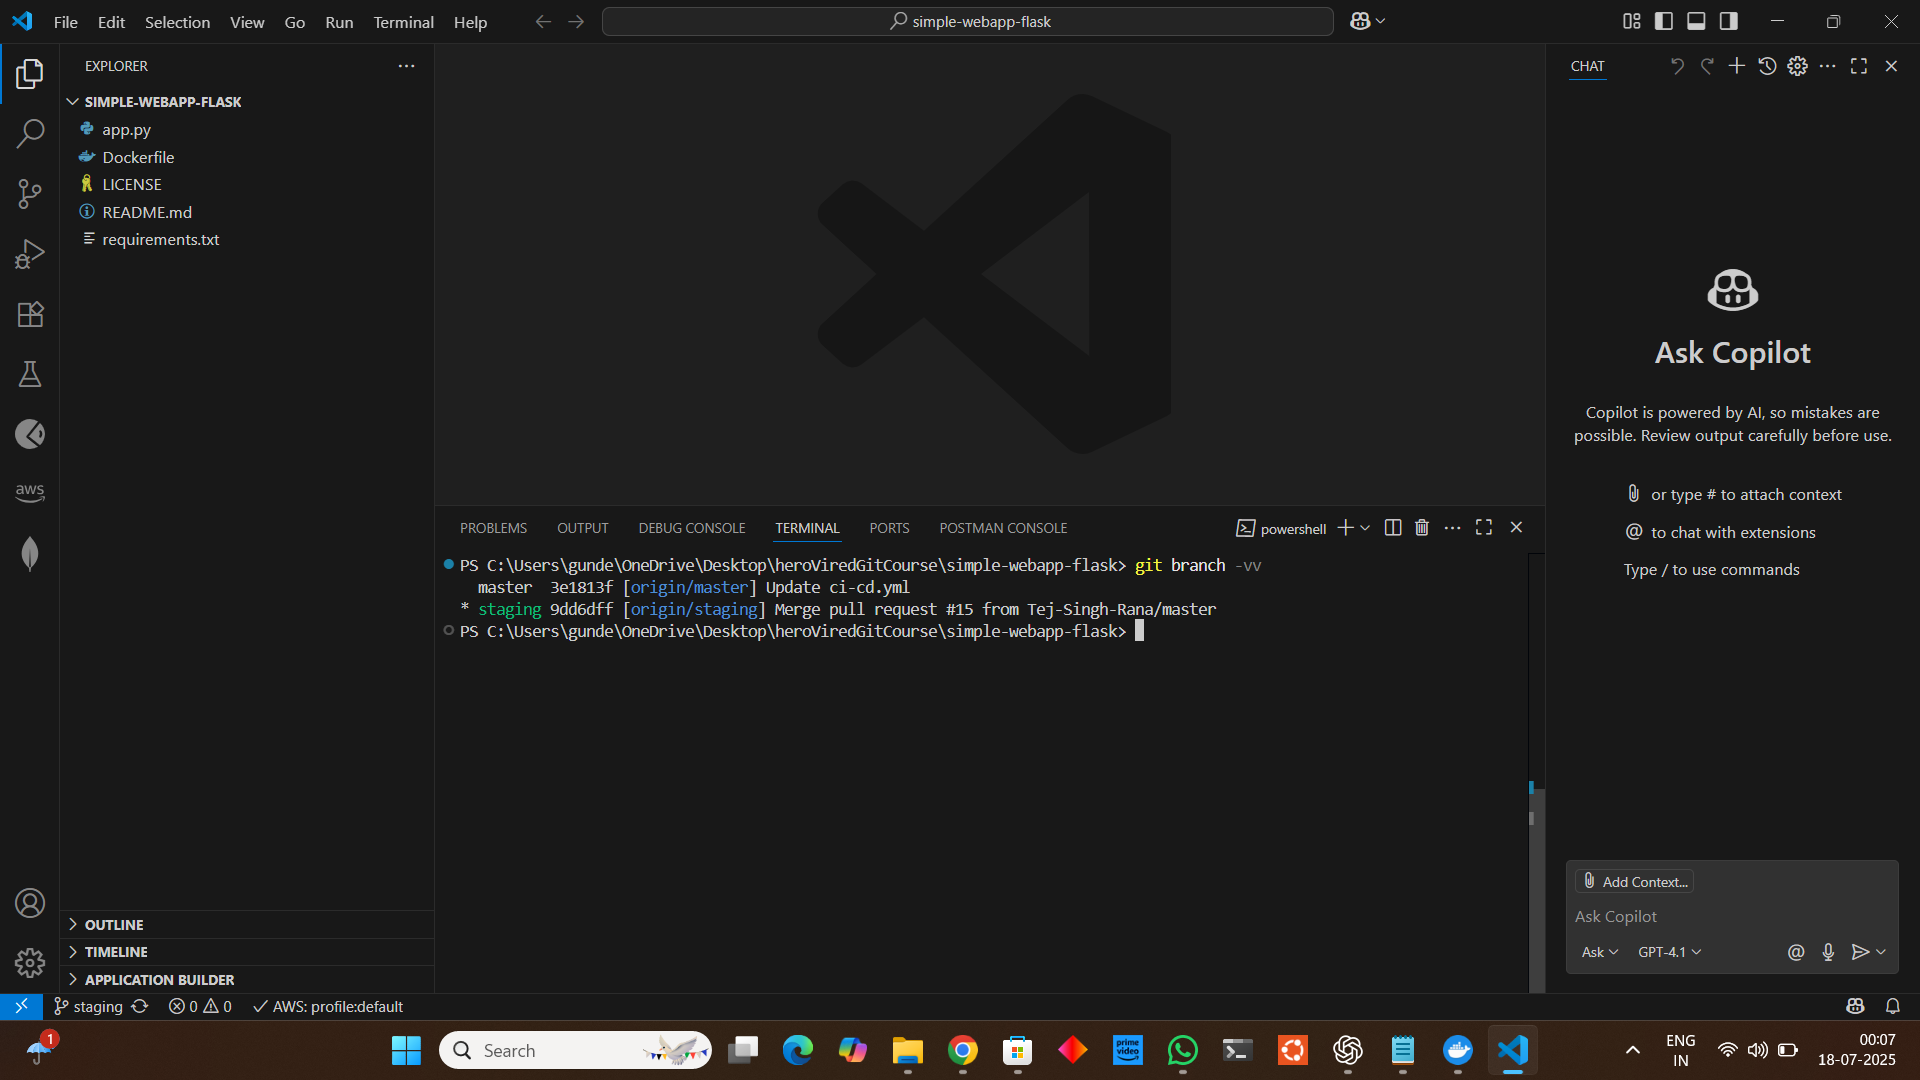 File Edit Selection View Go Run Terminal Help
simple-webapp-flask
EXPLORER
SIMPLE-WEBAPP-FLASK
app.py
Dockerfile
LICENSE
README.md
requirements.txt
OUTLINE
TIMELINE
APPLICATION BUILDER
aws
PROBLEMS OUTPUT DEBUG CONSOLE TERMINAL PORTS POSTMAN CONSOLE
powershell
PS C:\Users\gunde\OneDrive\Desktop\heroViredGitCourse\simple-webapp-flask> git branch -vv
master 3e1813f [origin/master] Update ci-cd.yml
* staging 9dd6dff [origin/staging] Merge pull request #15 from Tej-Singh-Rana/master
PS C:\Users\gunde\OneDrive\Desktop\heroViredGitCourse\simple-webapp-flask>
CHAT
Ask Copilot
Copilot is powered by AI, so mistakes are
possible. Review output carefully before use.
or type # to attach context
@ to chat with extensions
Type / to use commands
Add Context...
Ask Copilot
Ask GPT-4.1 @
staging 0 0 AWS: profile:default
1
Search
prime video
ENG
IN
00:07
18-07-2025